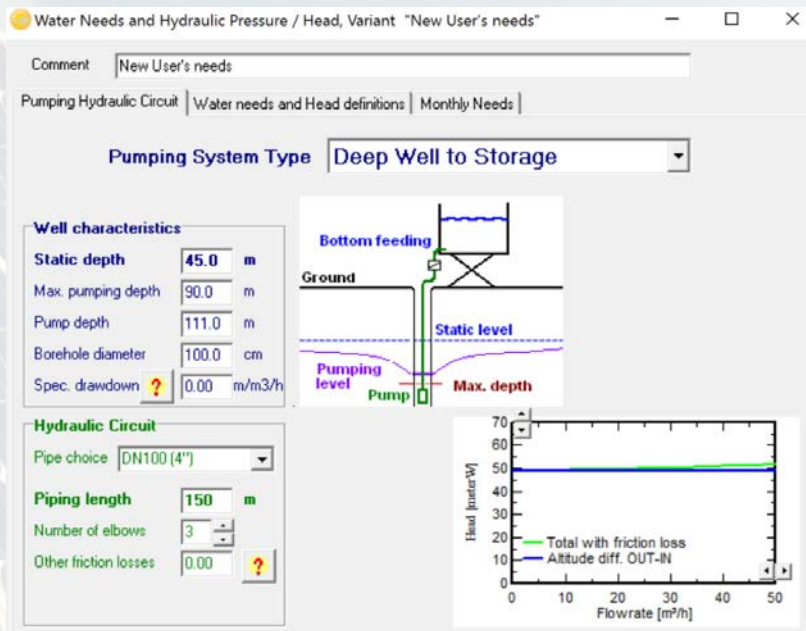 Water Needs and Hydraulic Pressure / Head, Variant "New User's needs"
Comment New User's needs
Pumping Hydraulic Circuit Water needs and Head definitions Monthly Needs
Pumping System Type Deep Well to Storage
Well characteristics
Static depth 45.0 m
Max. pumping depth 90.0 m
Pump depth 111.0 m
Borehole diameter 100.0 cm
Spec. drawdown ? 0.00 m/m3/h
Bottom feeding
Ground
Static level
Pumping level
Max. depth
Pump
Hydraulic Circuit
Pipe choice DN100 (4")
Piping length 150 m
Number of elbows 3
Other friction losses 0.00 ?
70
60
50
40
30
20
10
0
Head [meterW]
Total with friction loss
Altitude diff. OUT-IN
0 10 20 30 40 50
Flowrate [m³/h]